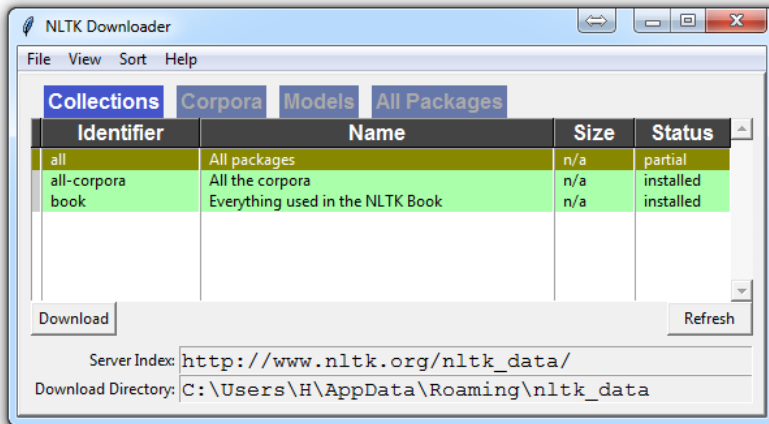 NLTK Downloader
File View Sort Help
Collections Corpora Models All Packages
Identifier Name Size Status
all All packages n/a partial
all-corpora All the corpora n/a installed
book Everything used in the NLTK Book n/a installed
Download Refresh
Server Index: http://www.nltk.org/nltk_data/
Download Directory: C:\Users\H\AppData\Roaming\nltk_data